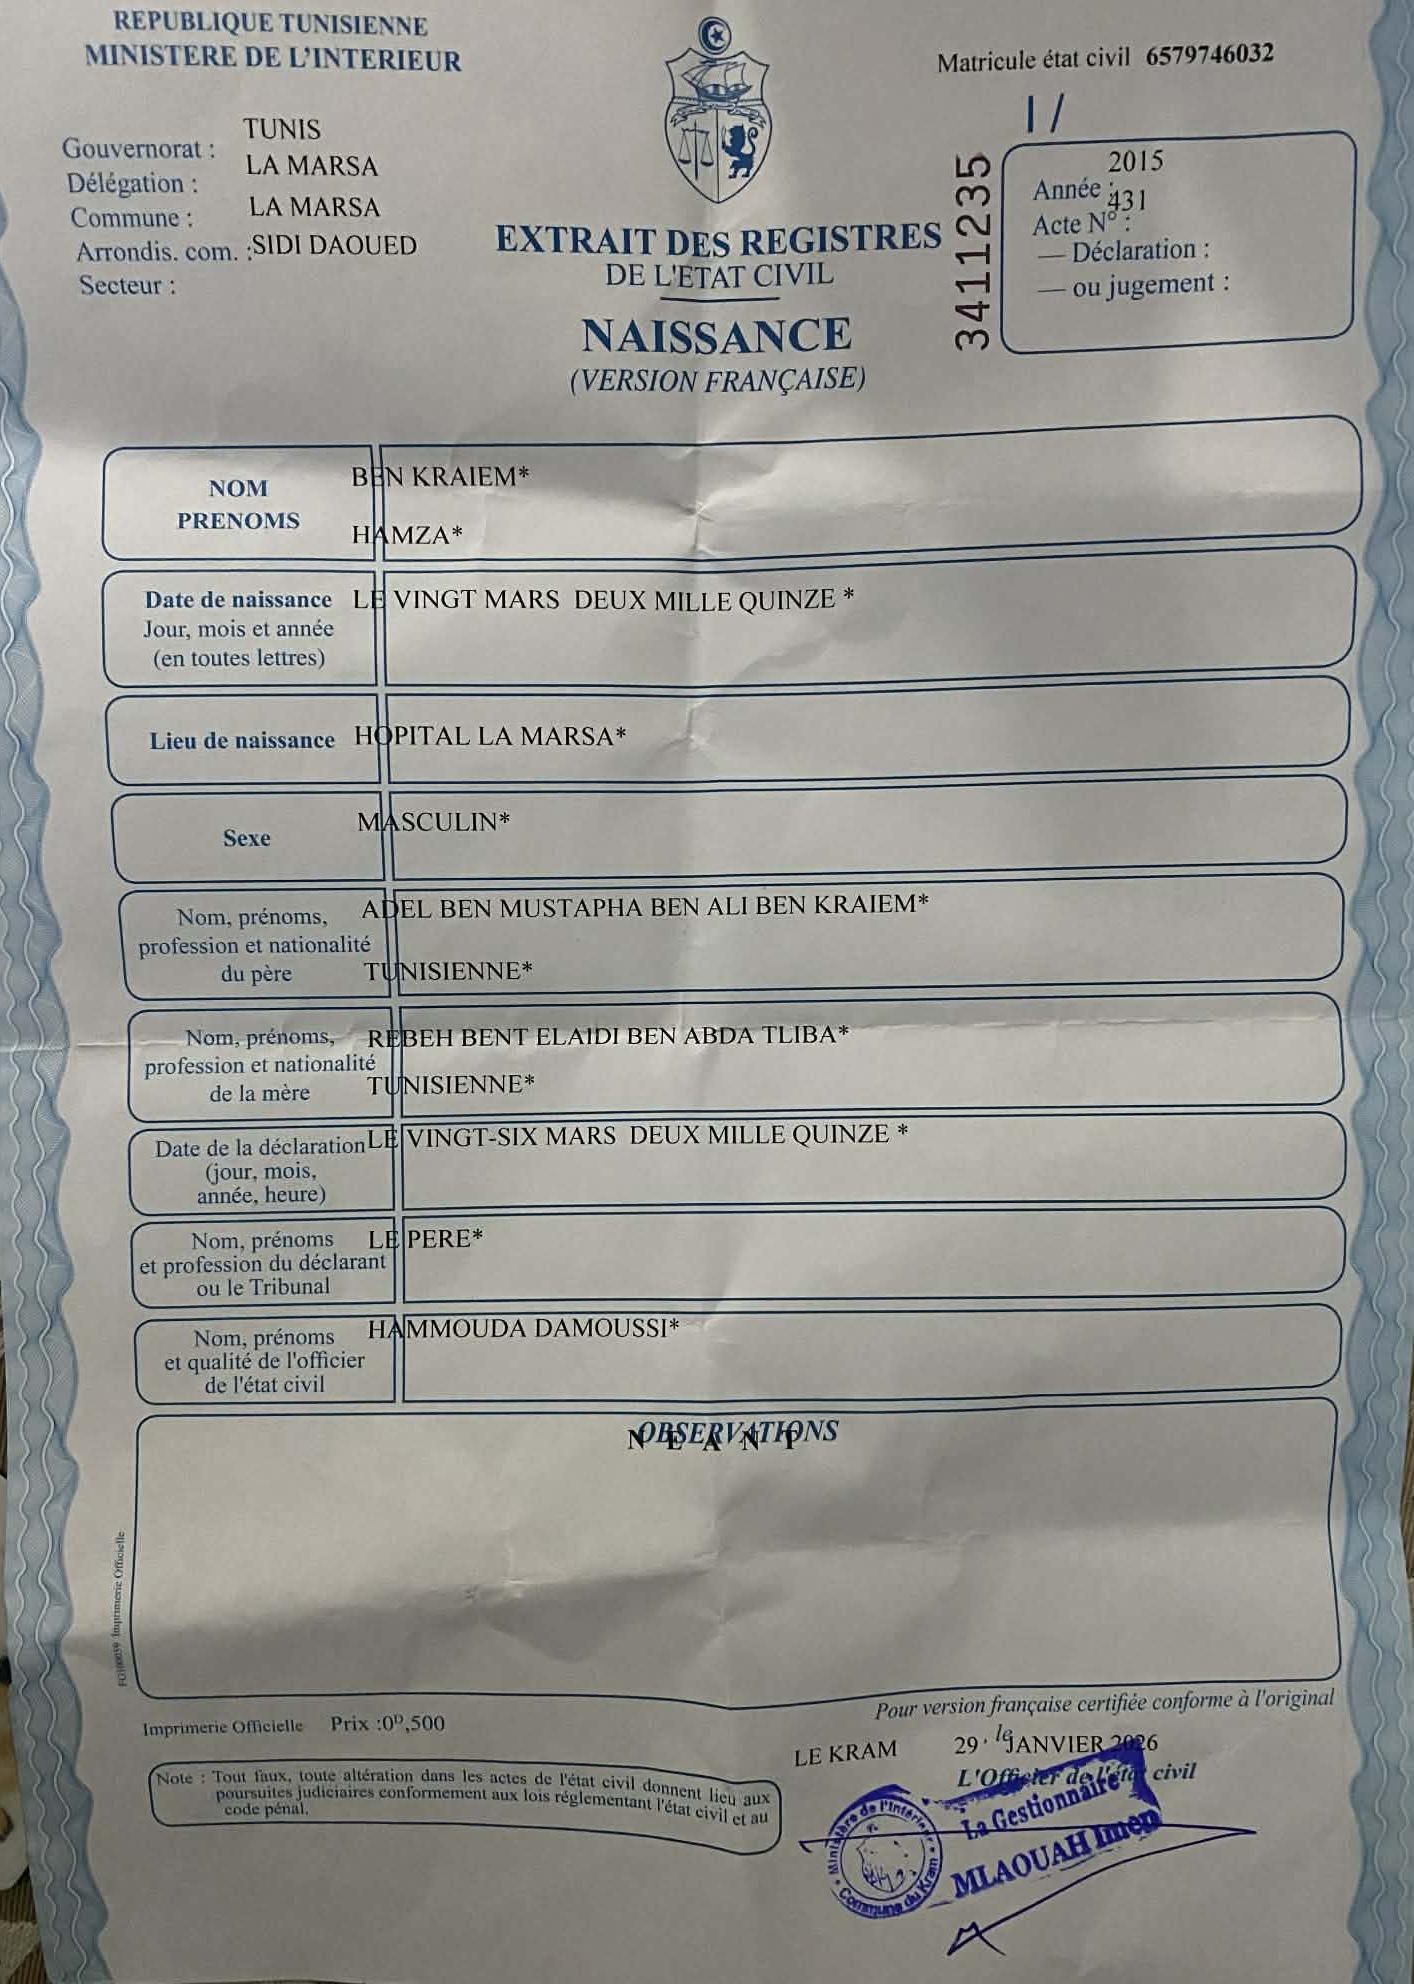 REPUBLIQUE TUNISIENNE
MINISTERE DE L'INTERIEUR
Matricule état civil 6579746032
1/
Gouvernorat : TUNIS
Délégation : LA MARSA
Commune : LA MARSA
Arrondis. com. : SIDI DAOUED
Secteur :
EXTRAIT DES REGISTRES
DE L'ETAT CIVIL
NAISSANCE
(VERSION FRANÇAISE)
3411235
Année : 2015
Acte N° : 431
— Déclaration :
— ou jugement :
NOM BEN KRAIEM*
PRENOMS HAMZA*
Date de naissance LE VINGT MARS DEUX MILLE QUINZE *
Jour, mois et année
(en toutes lettres)
Lieu de naissance HOPITAL LA MARSA*
Sexe MASCULIN*
Nom, prénoms, ADEL BEN MUSTAPHA BEN ALI BEN KRAIEM*
profession et nationalité
du père TUNISIENNE*
Nom, prénoms, REBEH BENT ELAIDI BEN ABDA TLIBA*
profession et nationalité
de la mère TUNISIENNE*
Date de la déclaration LE VINGT-SIX MARS DEUX MILLE QUINZE *
(jour, mois,
année, heure)
Nom, prénoms LE PERE*
et profession du déclarant
ou le Tribunal
Nom, prénoms HAMMOUDA DAMOUSSI*
et qualité de l'officier
de l'état civil
OBSERVATIONS
N E A N T
Imprimerie Officielle
Imprimerie Officielle Prix :0ᴰ,500
Pour version française certifiée conforme à l'original
LE KRAM 29 le JANVIER 2026
L'Officier de l'état civil
Note : Tout faux, toute altération dans les actes de l'état civil donnent lieu aux
poursuites judiciaires conformement aux lois réglementant l'état civil et au
code pénal.
Ministère de l'Intérieur
Commune du Kram
La Gestionnaire
MLAOUAH Imen